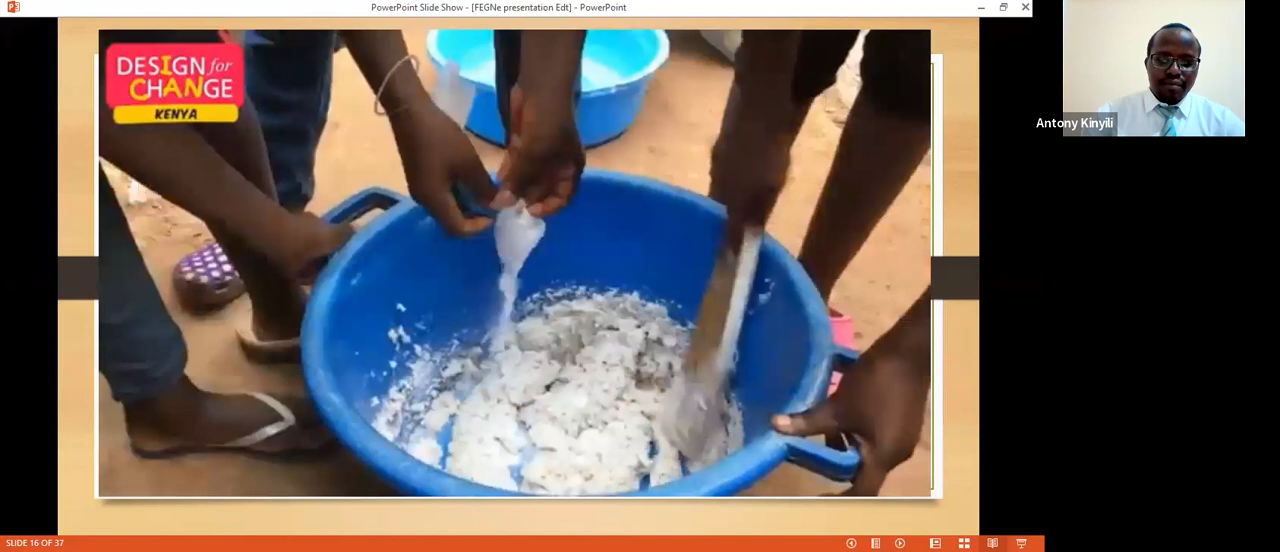 PowerPoint Slide Show - [FEGNe presentation Edt] - PowerPoint
DESIGN for
CHANGE
KENYA
Antony Kinyili
SLIDE 16 OF 37